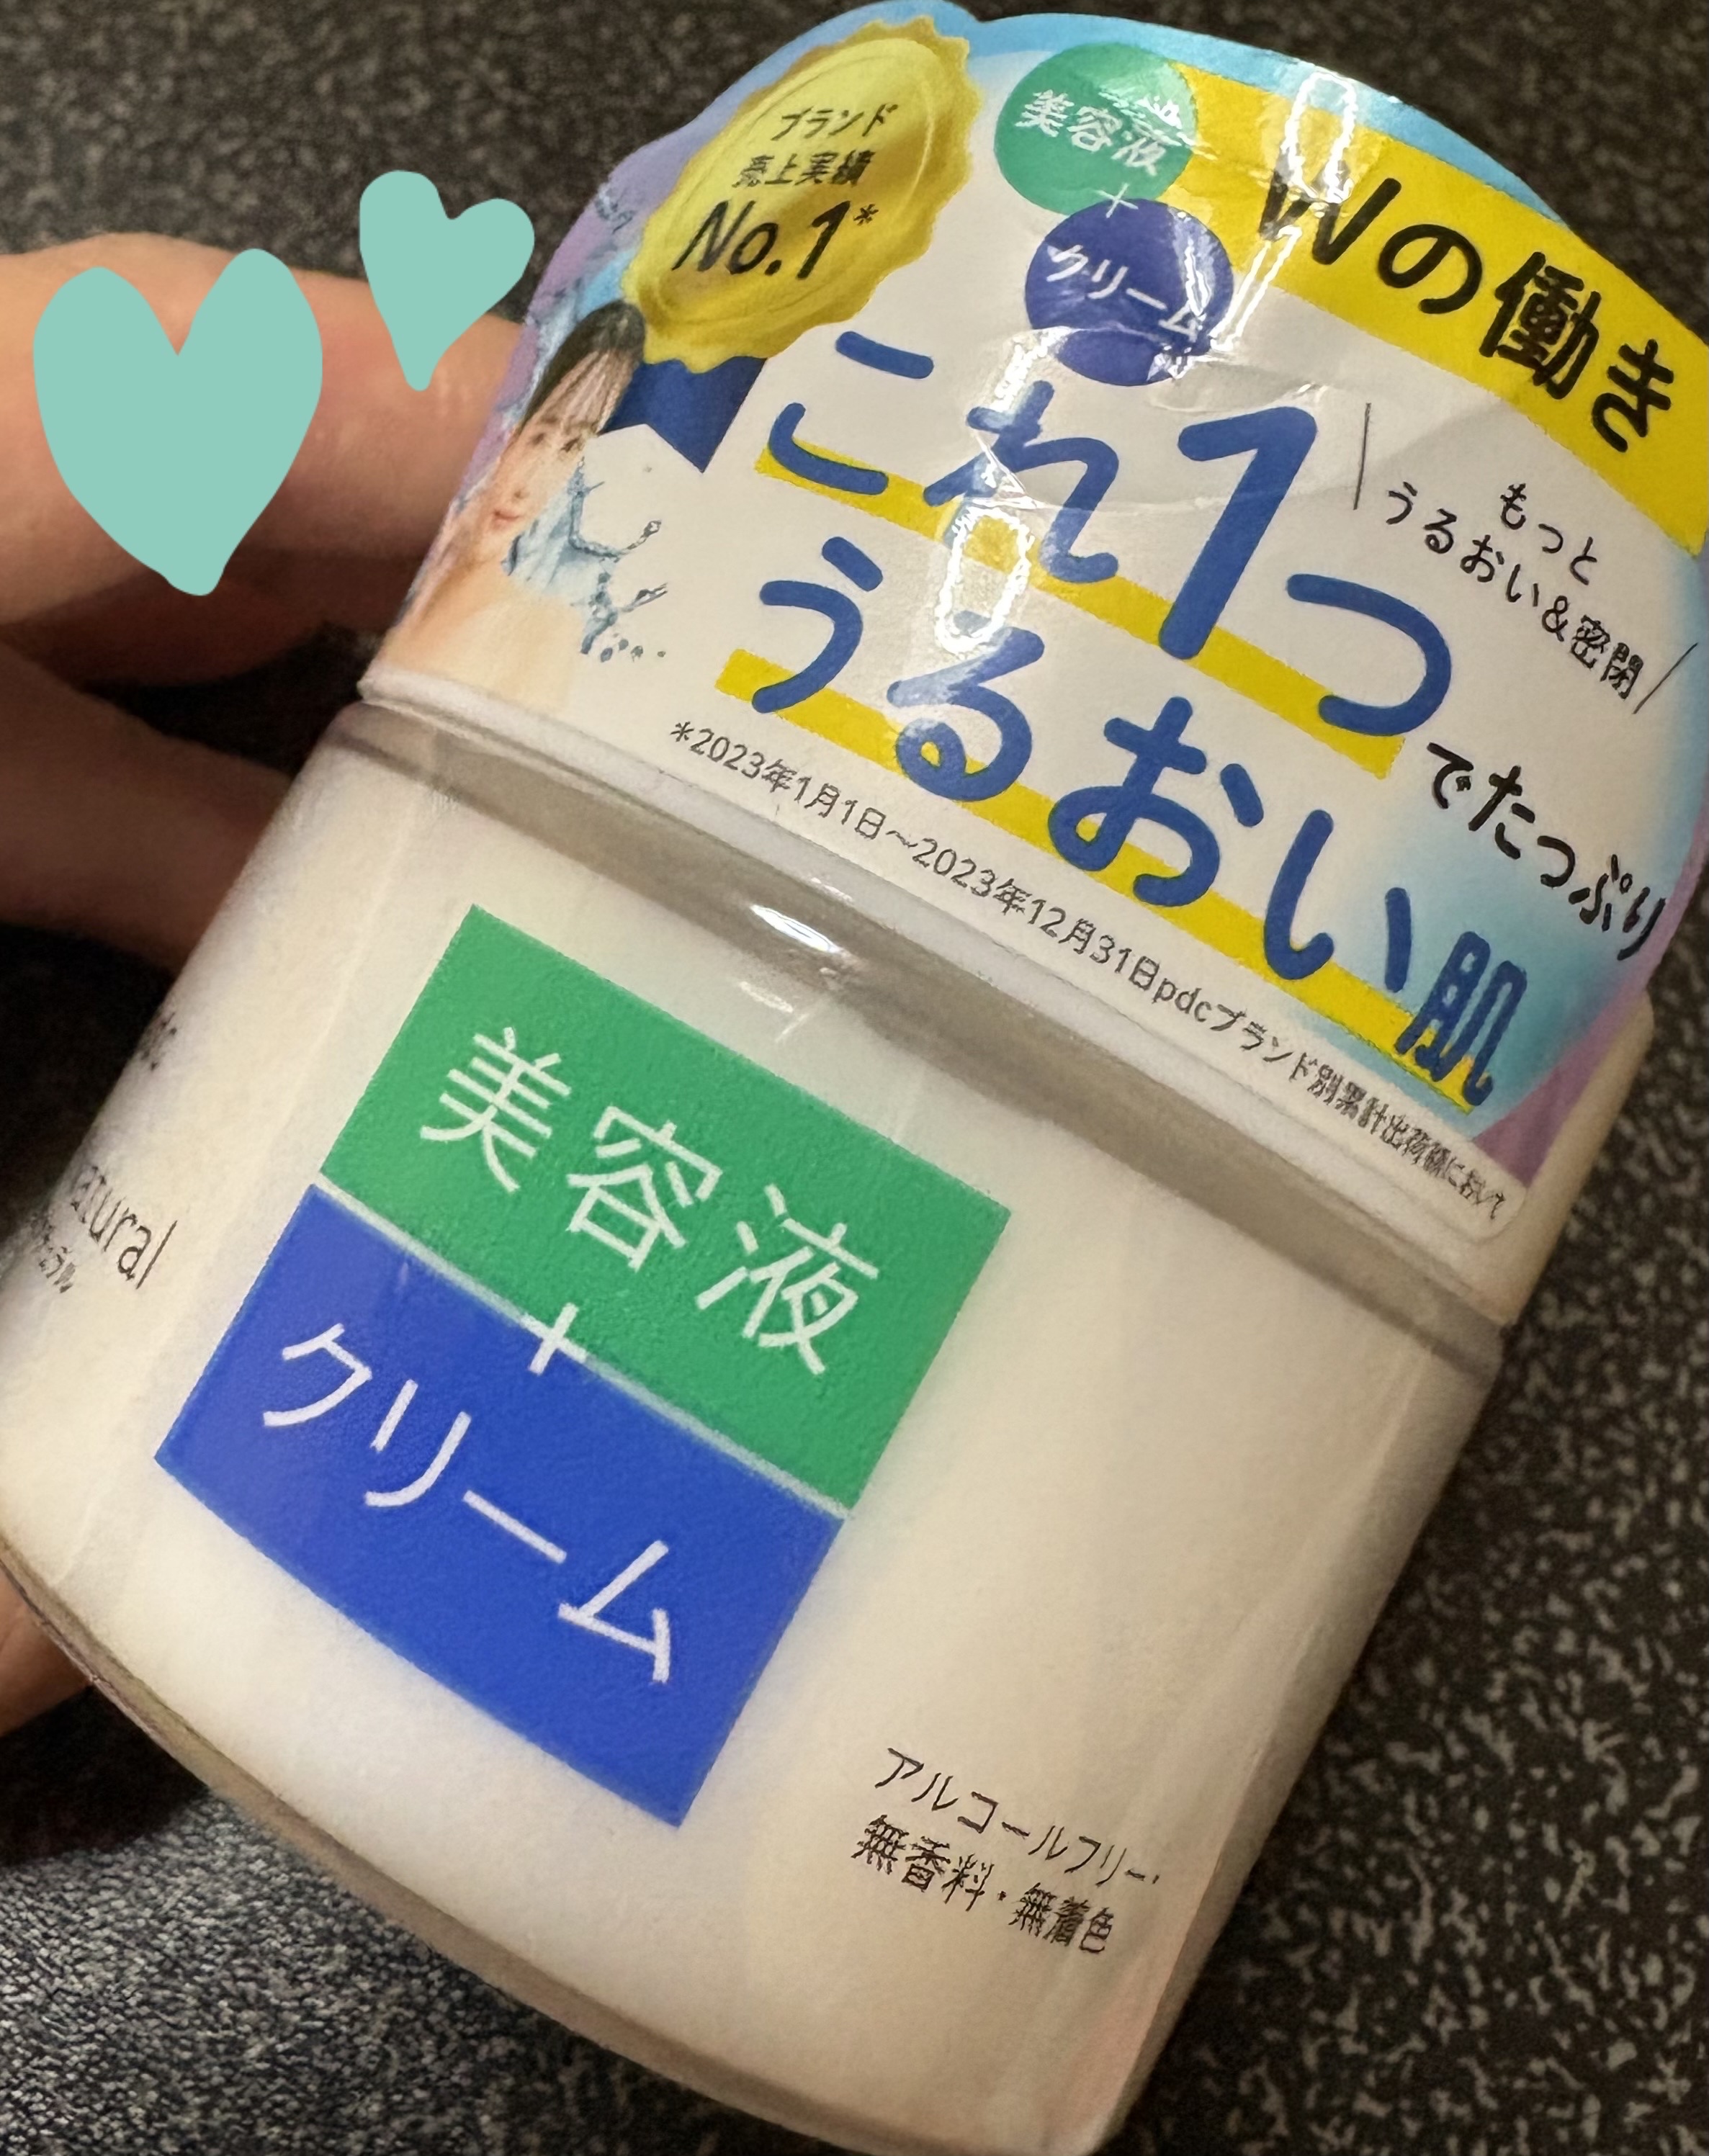 ブランド
売上実績
No.1*
美容液
+
クリーム
Wの働き
もっと
うるおい&密閉
これ1つでたっぷり
うるおい肌
*2023年1月1日〜2023年12月31日pdcブランド別累計出荷額において
美容液
+
クリーム
natural
アルコールフリー
無香料・無着色